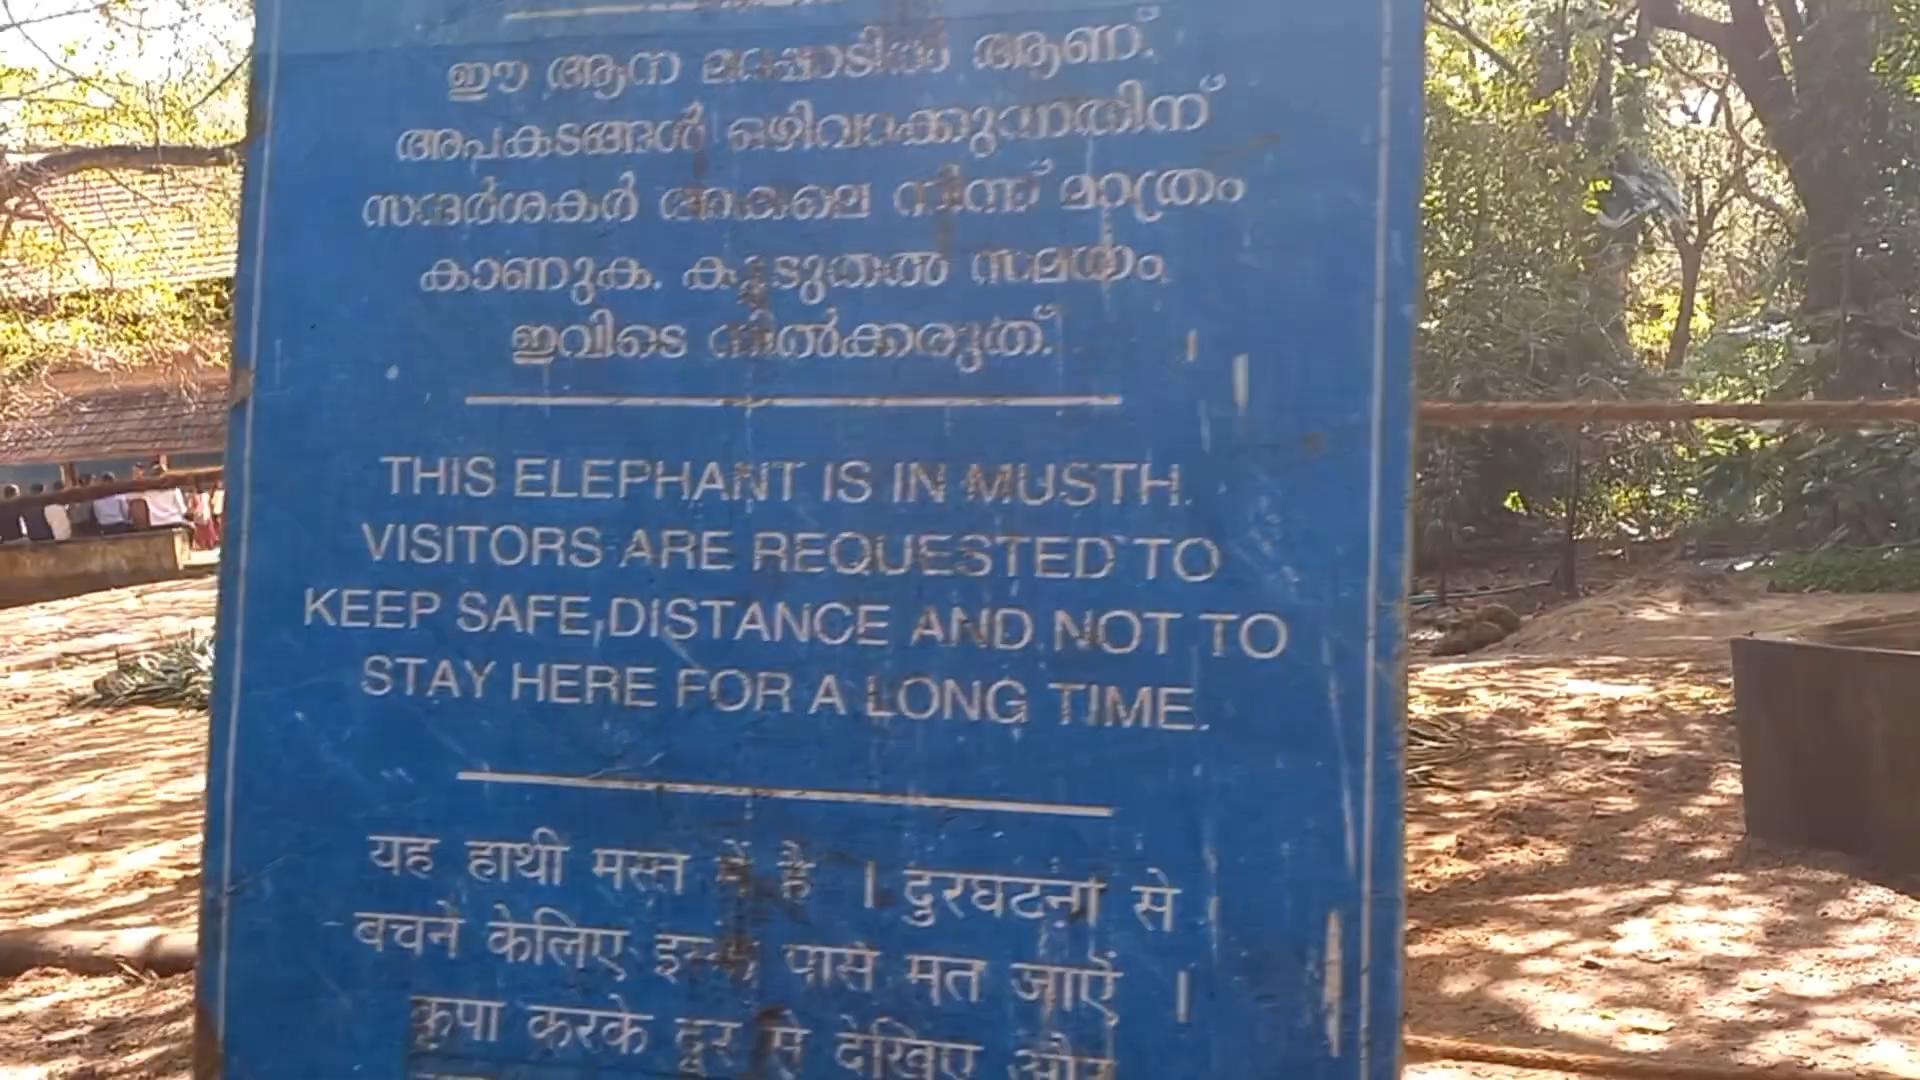 ഈ ആന മദപ്പാടിൽ ആണ്.
അപകടങ്ങൾ ഒഴിവാക്കുന്നതിന്
സന്ദർശകർ അകലെ നിന്ന് മാത്രം
കാണുക. കൂടുതൽ സമയം
ഇവിടെ നിൽക്കരുത്.
THIS ELEPHANT IS IN MUSTH.
VISITORS ARE REQUESTED TO
KEEP SAFE DISTANCE AND NOT TO
STAY HERE FOR A LONG TIME.
यह हाथी मस्त में है । दुरघटना से
बचने केलिए इसके पास मत जाऐं ।
कृपा करके दूर से देखिए और